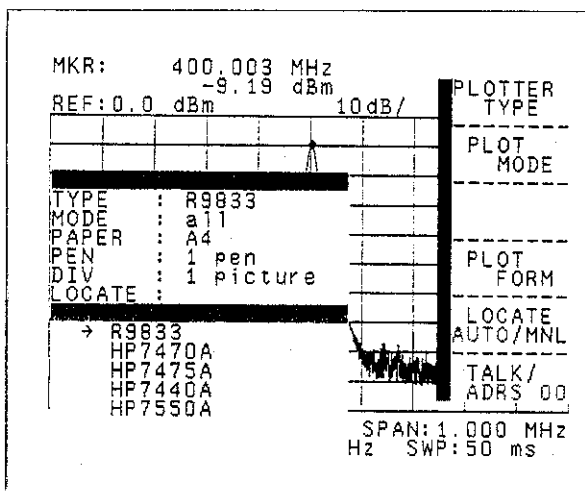 MKR: 400.003 MHz
-9.19 dBm
REF:0.0 dBm 10dB/
PLOTTER
TYPE
PLOT
MODE
PLOT
FORM
LOCATE
AUTO/MNL
TALK/
ADRS 00
TYPE : R9833
MODE : all
PAPER : A4
PEN : 1 pen
DIV : 1 picture
LOCATE :
→ R9833
HP7470A
HP7475A
HP7440A
HP7550A
SPAN:1.000 MHz
Hz SWP:50 ms